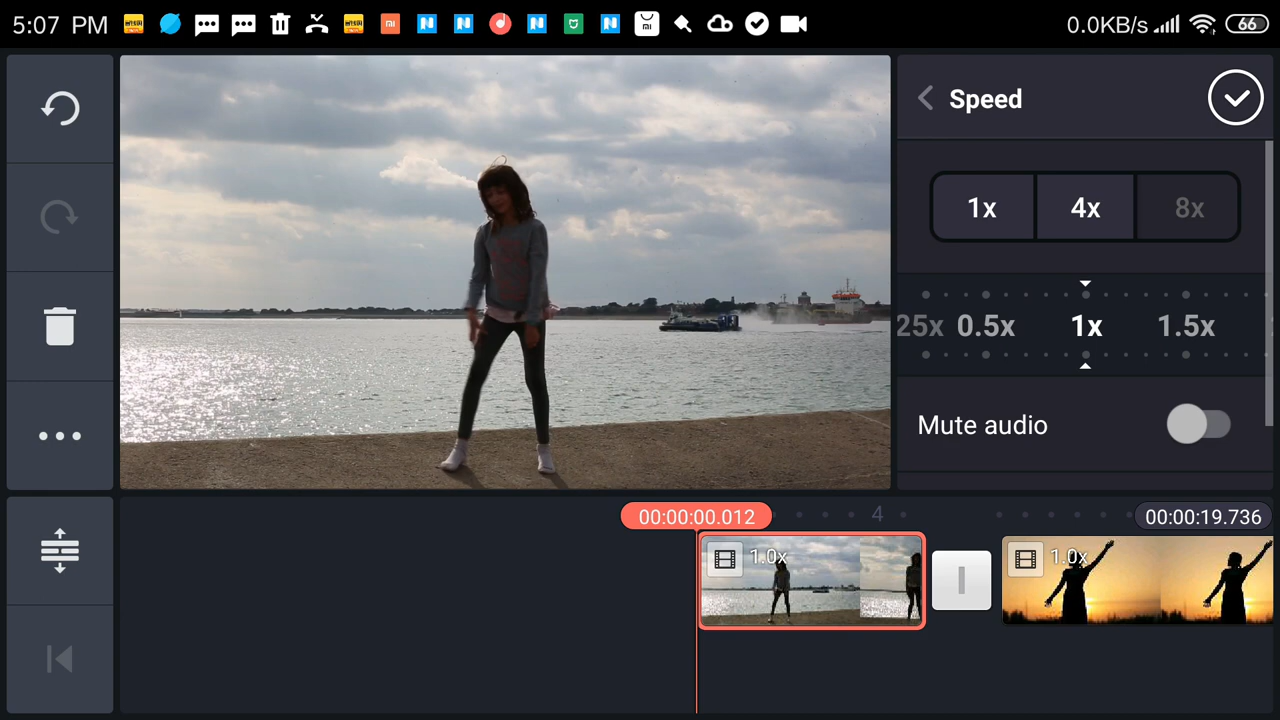 5:07 PM
0.0KB/s
66
Speed
1x 4x 8x
25x 0.5x 1x 1.5x
Mute audio
00:00:00.012
4
00:00:19.736
1.0x
1.0x